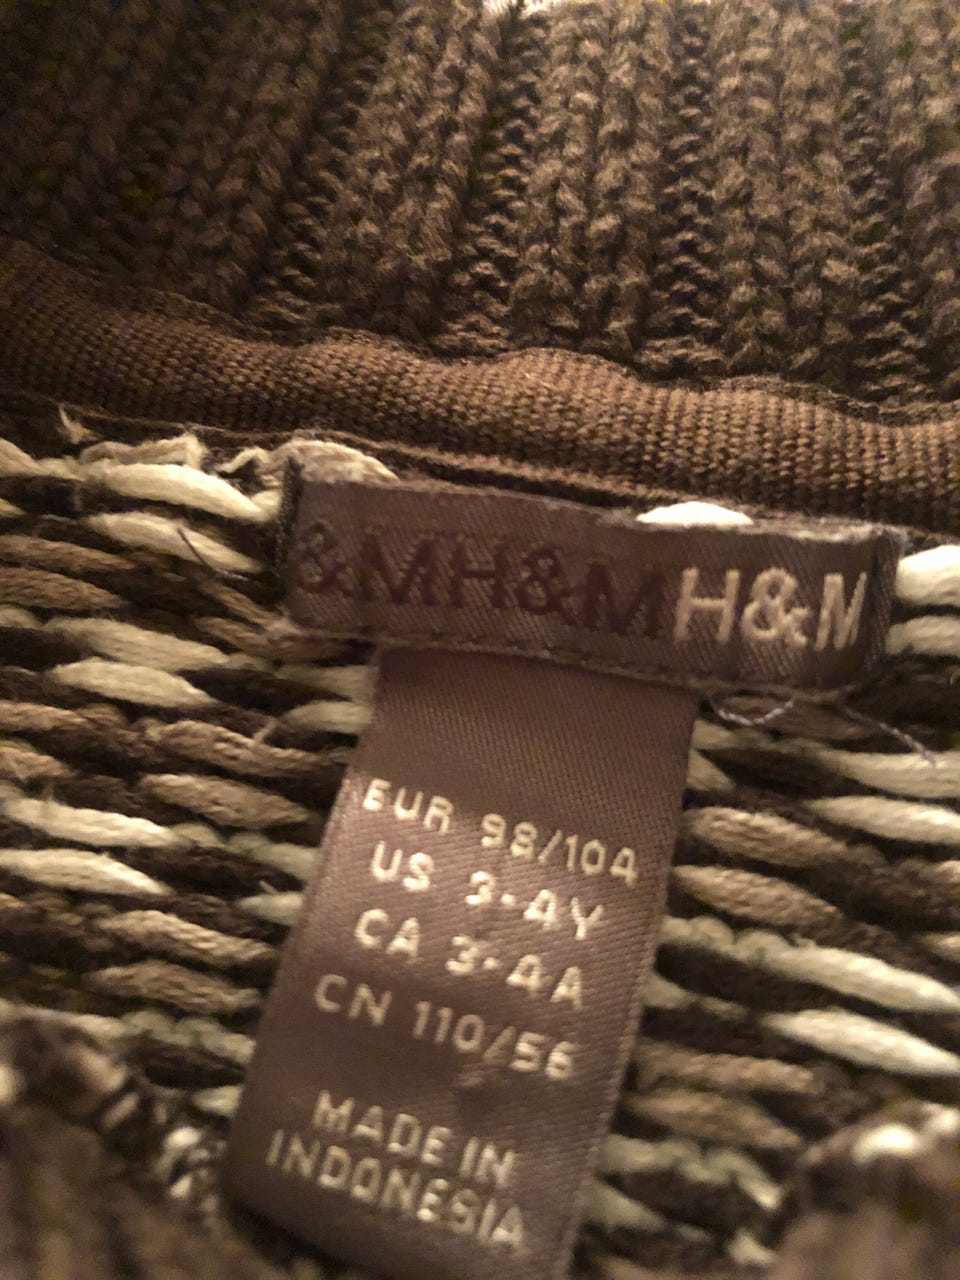 &MH&MH&M
EUR 98/104
US 3-4Y
CA 3-4A
CN 110/56
MADE IN
INDONESIA